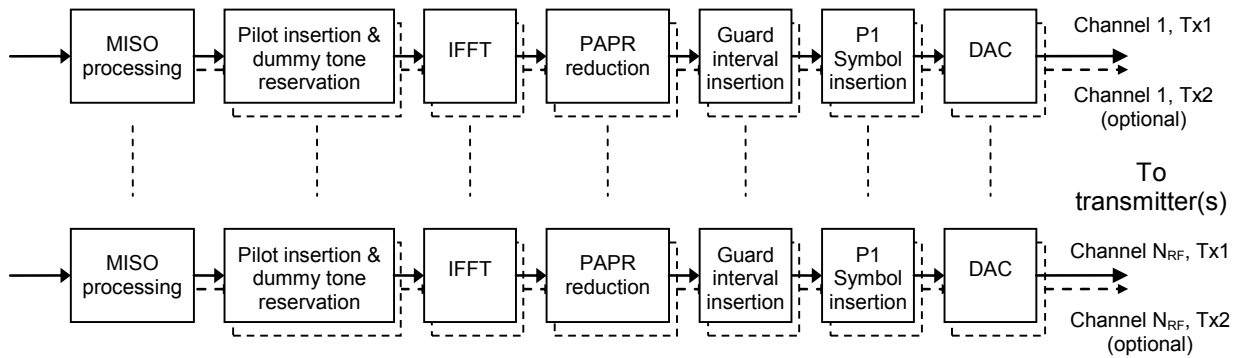 MISO
processing
Pilot insertion &
dummy tone
reservation
IFFT
PAPR
reduction
Guard
interval
insertion
P1
Symbol
insertion
DAC
Channel 1, Tx1
Channel 1, Tx2
(optional)
To
transmitter(s)
MISO
processing
Pilot insertion &
dummy tone
reservation
IFFT
PAPR
reduction
Guard
interval
insertion
P1
Symbol
insertion
DAC
Channel NRF, Tx1
Channel NRF, Tx2
(optional)